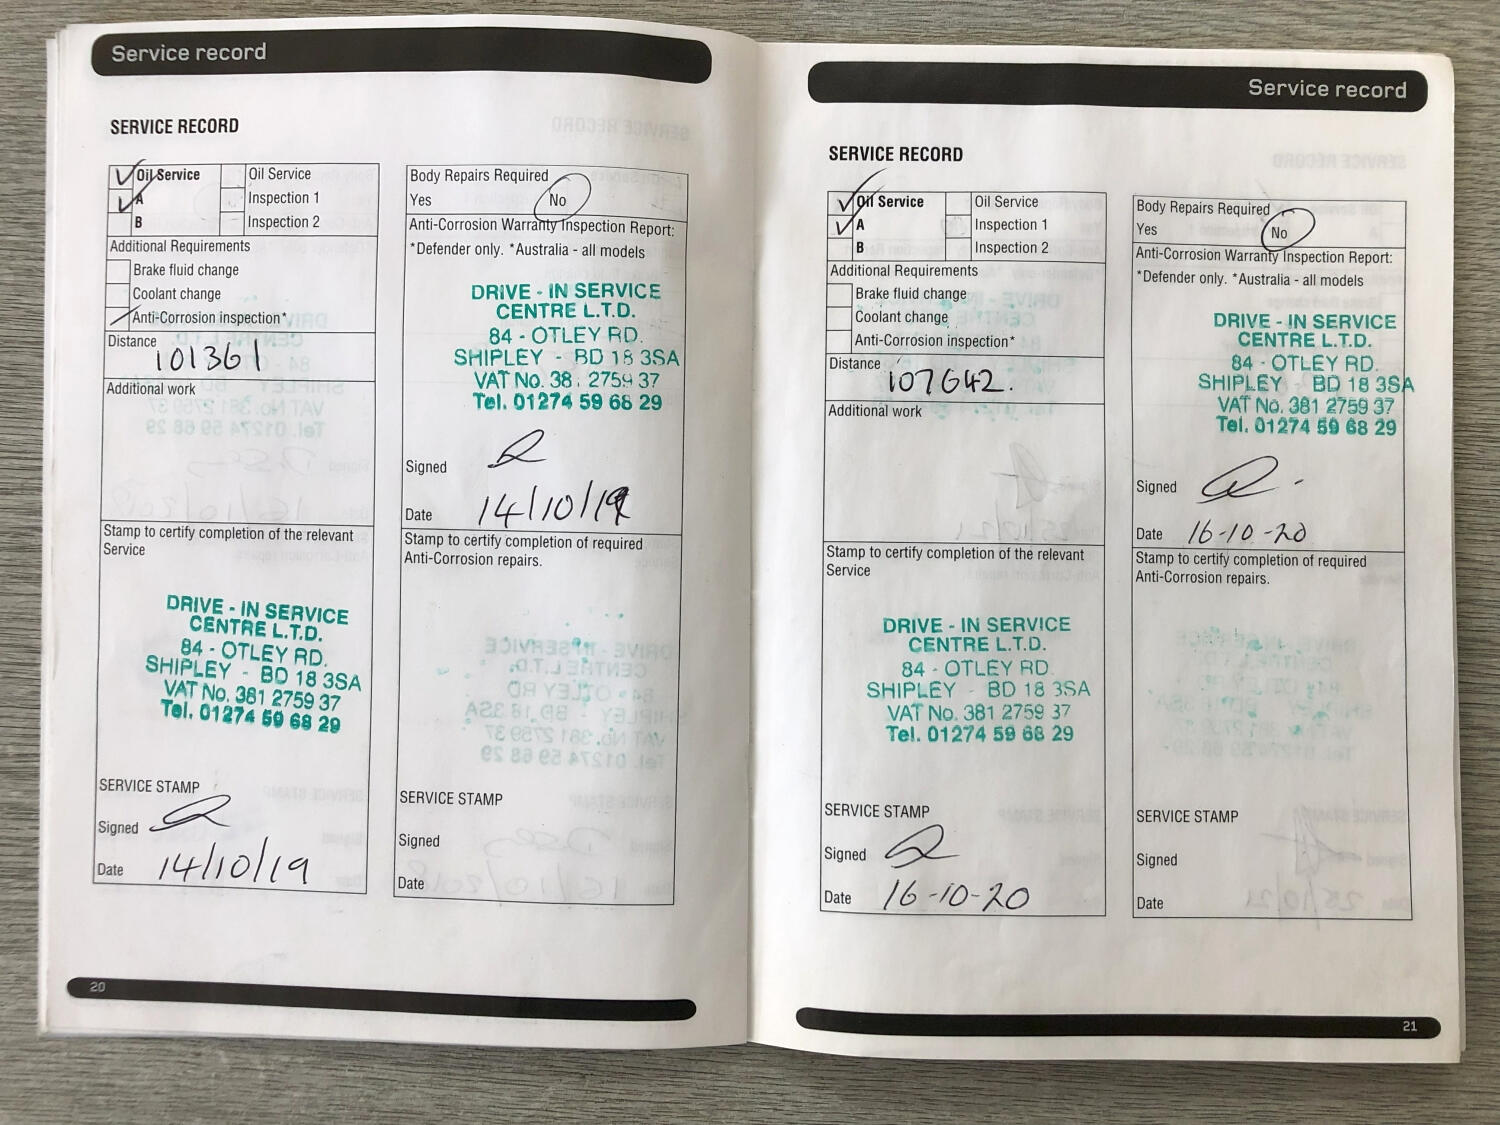 Service record
SERVICE RECORD
Oil Service Oil Service
A Inspection 1
B Inspection 2
Additional Requirements
Brake fluid change
Coolant change
Anti-Corrosion inspection*
Distance
101361
Additional work
Stamp to certify completion of the relevant
Service
DRIVE - IN SERVICE
CENTRE L.T.D.
84 - OTLEY RD.
SHIPLEY - BD 18 3SA
VAT No. 381 2759 37
Tel. 01274 59 68 29
SERVICE STAMP
Signed
Date 14/10/19
Body Repairs Required
Yes No
Anti-Corrosion Warranty Inspection Report:
*Defender only. *Australia - all models
DRIVE - IN SERVICE
CENTRE L.T.D.
84 - OTLEY RD.
SHIPLEY - BD 18 3SA
VAT No. 38 2759 37
Tel. 01274 59 68 29
Signed
Date 14/10/19
Stamp to certify completion of required
Anti-Corrosion repairs.
SERVICE STAMP
Signed
Date
20
Service record
SERVICE RECORD
Oil Service Oil Service
A Inspection 1
B Inspection 2
Additional Requirements
Brake fluid change
Coolant change
Anti-Corrosion inspection*
Distance
107642.
Additional work
Stamp to certify completion of the relevant
Service
DRIVE - IN SERVICE
CENTRE L.T.D.
84 - OTLEY RD.
SHIPLEY - BD 18 3SA
VAT No. 381 2759 37
Tel. 01274 59 68 29
SERVICE STAMP
Signed
Date 16-10-20
Body Repairs Required
Yes No
Anti-Corrosion Warranty Inspection Report:
*Defender only. *Australia - all models
DRIVE - IN SERVICE
CENTRE L.T.D.
84 - OTLEY RD.
SHIPLEY - BD 18 3SA
VAT No. 381 2759 37
Tel. 01274 59 68 29
Signed
Date 16-10-20
Stamp to certify completion of required
Anti-Corrosion repairs.
SERVICE STAMP
Signed
Date
21